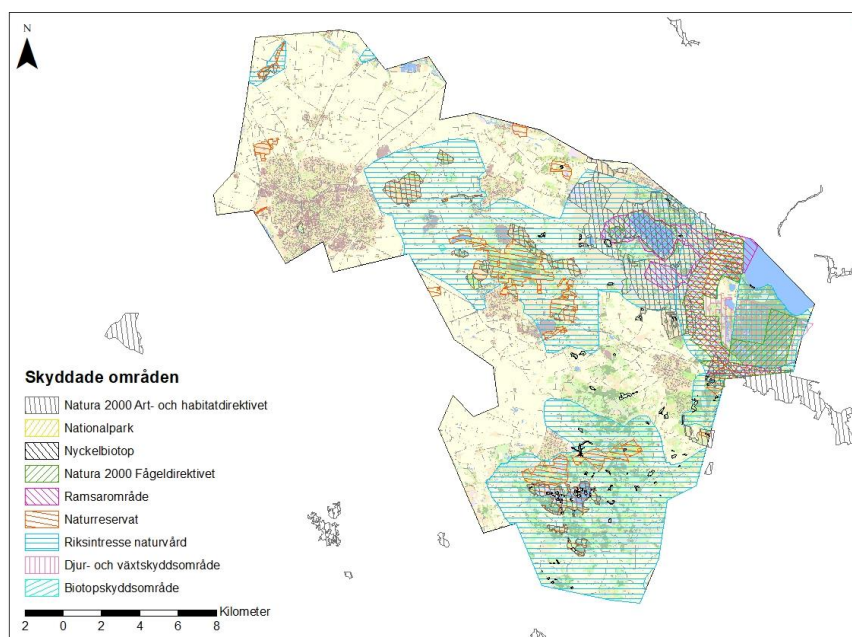 N
Skyddade områden
Natura 2000 Art- och habitatdirektivet
Nationalpark
Nyckelbiotop
Natura 2000 Fågeldirektivet
Ramsarområde
Naturreservat
Riksintresse naturvård
Djur- och växtskyddsområde
Biotopskyddsområde
Kilometer
2 0 2 4 6 8